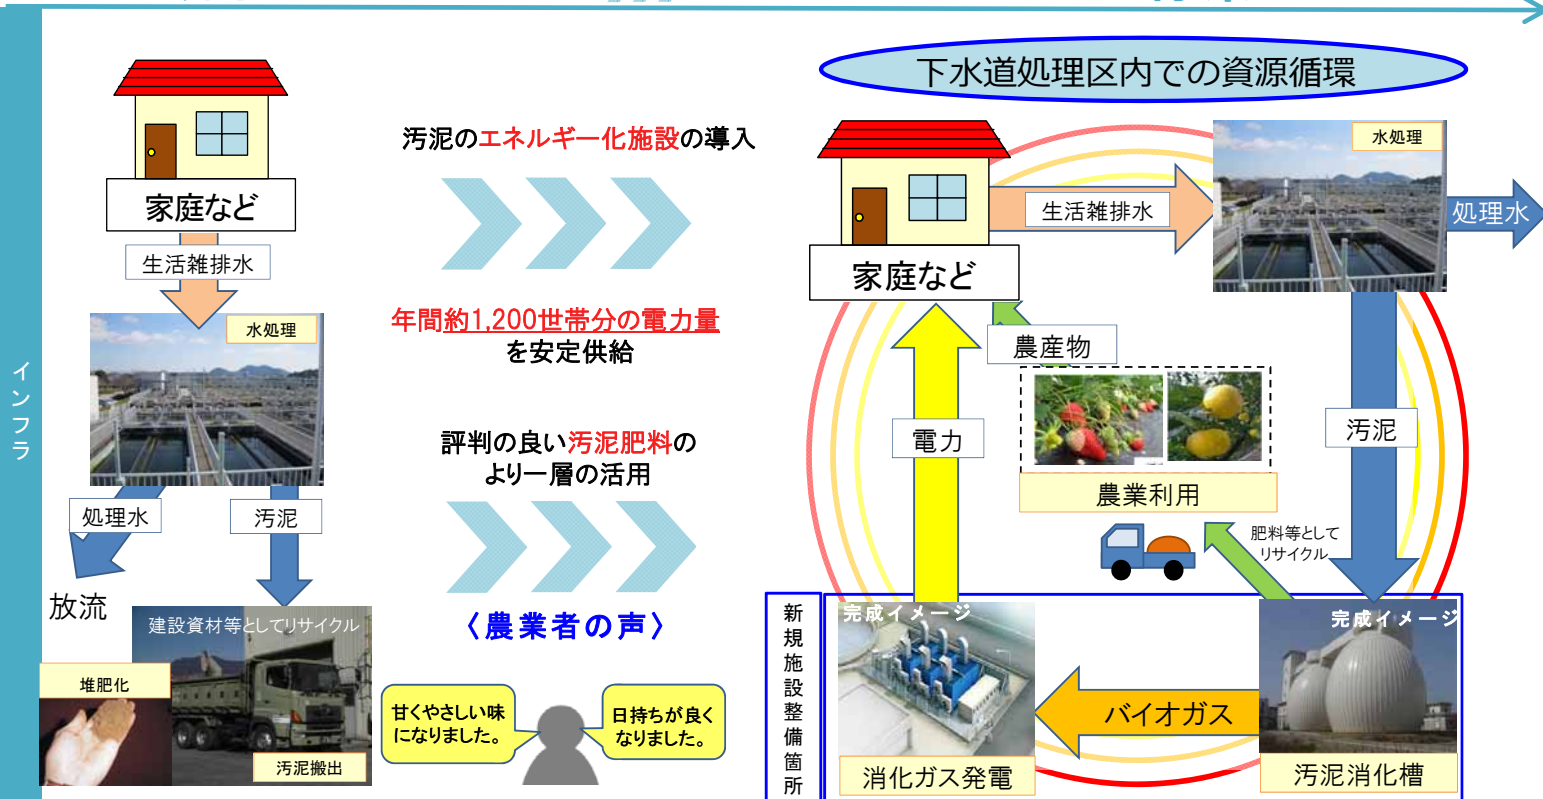 インフラ
家庭など
生活雑排水
水処理
処理水
汚泥
放流
建設資材等としてリサイクル
堆肥化
汚泥搬出
汚泥のエネルギー化施設の導入
年間約1,200世帯分の電力量
を安定供給
評判の良い汚泥肥料の
より一層の活用
〈農業者の声〉
甘くやさしい味
になりました。
日持ちが良く
なりました。
下水道処理区内での資源循環
家庭など
生活雑排水
水処理
処理水
農産物
電力
農業利用
汚泥
肥料等として
リサイクル
新規施設整備箇所
完成イメージ
消化ガス発電
バイオガス
完成イメージ
汚泥消化槽